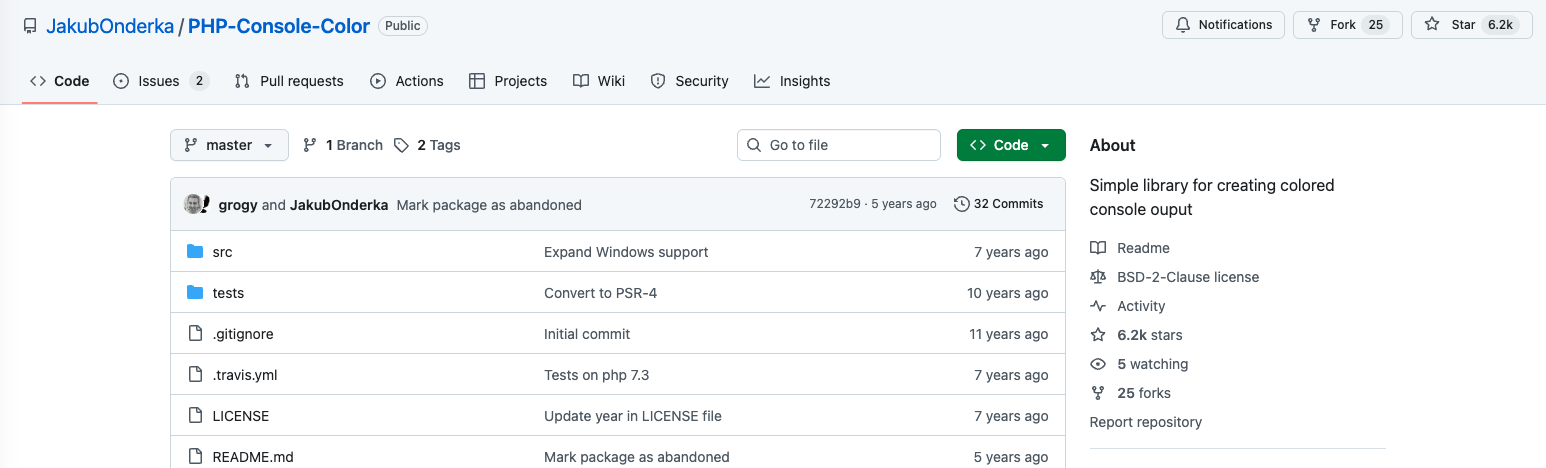 JakubOnderka / PHP-Console-Color Public Notifications Fork 25 Star 6.2k
Code Issues 2 Pull requests Actions Projects Wiki Security Insights
master 1 Branch 2 Tags Go to file Code
grogy and JakubOnderka Mark package as abandoned 72292b9 · 5 years ago 32 Commits
src Expand Windows support 7 years ago
tests Convert to PSR-4 10 years ago
.gitignore Initial commit 11 years ago
.travis.yml Tests on php 7.3 7 years ago
LICENSE Update year in LICENSE file 7 years ago
README.md Mark package as abandoned 5 years ago
About
Simple library for creating colored
console ouput
Readme
BSD-2-Clause license
Activity
6.2k stars
5 watching
25 forks
Report repository